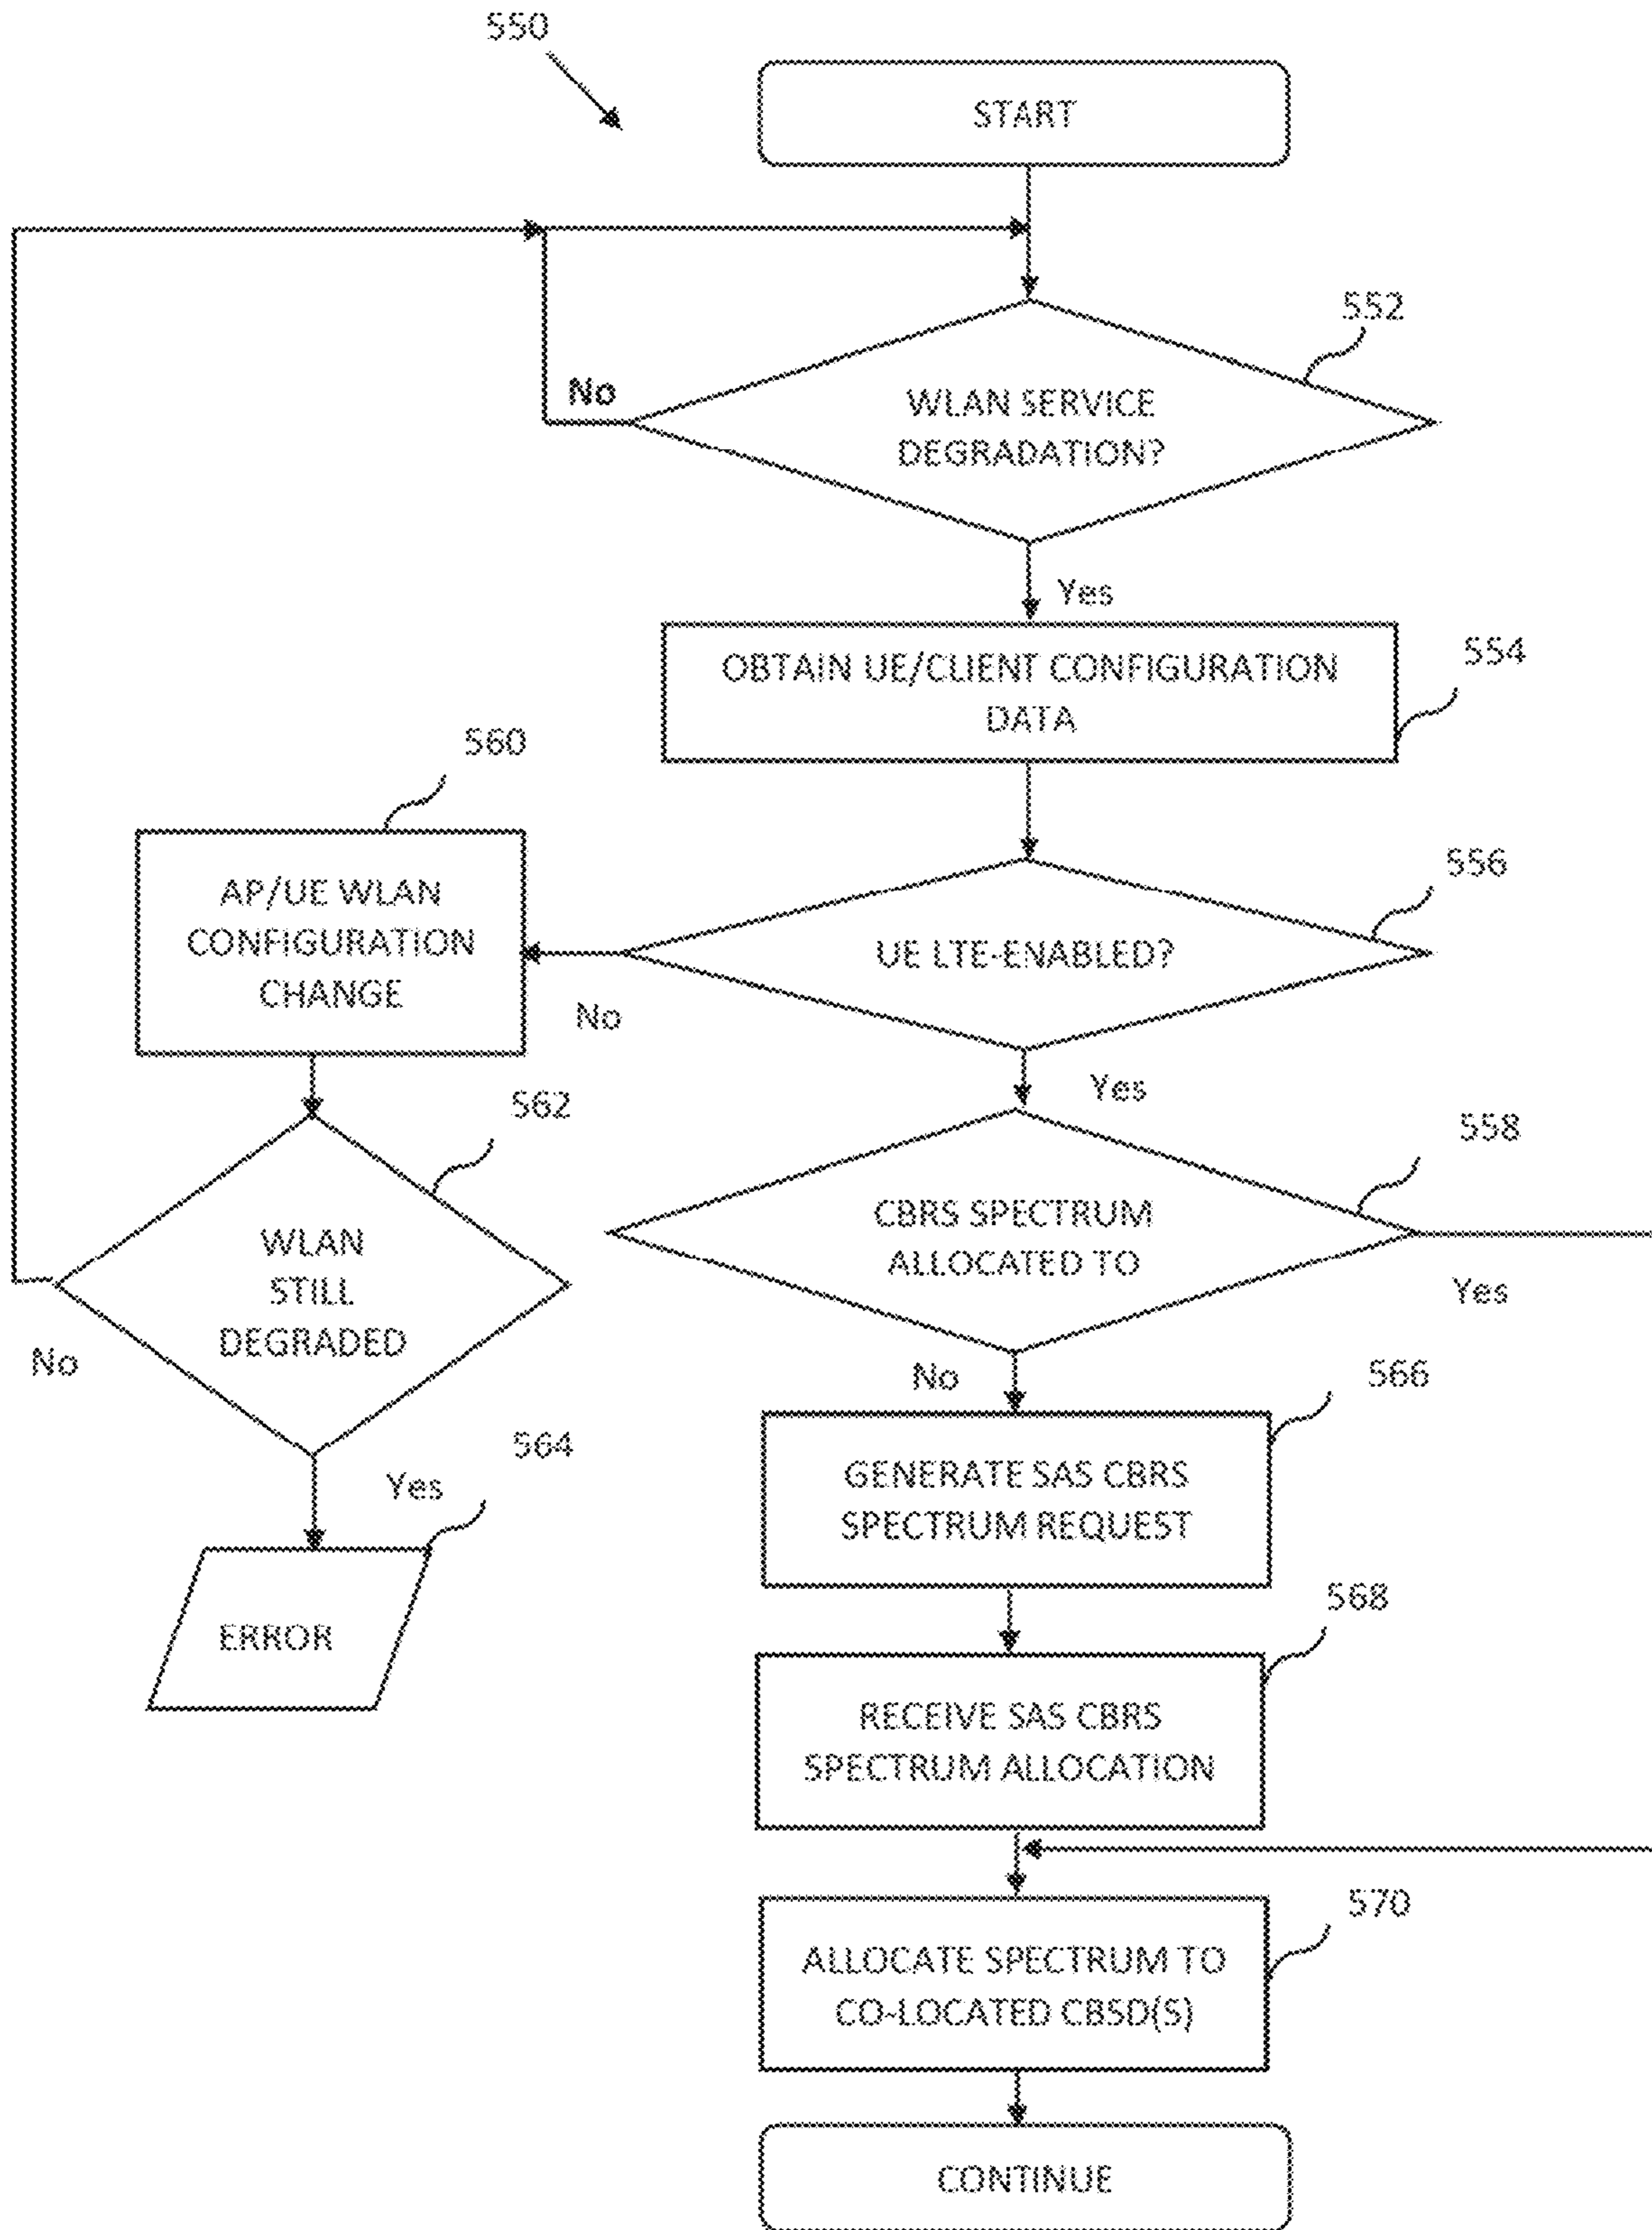 550
START
552
No
WLAN SERVICE
DEGRADATION?
Yes
554
OBTAIN UE/CLIENT CONFIGURATION
DATA
560
AP/UE WLAN
CONFIGURATION
CHANGE
556
UE LTE-ENABLED?
No
Yes
562
WLAN
STILL
DEGRADED
No
Yes
564
ERROR
558
CBRS SPECTRUM
ALLOCATED TO
Yes
No
566
GENERATE SAS CBRS
SPECTRUM REQUEST
568
RECEIVE SAS CBRS
SPECTRUM ALLOCATION
570
ALLOCATE SPECTRUM TO
CO-LOCATED CBSD(S)
CONTINUE